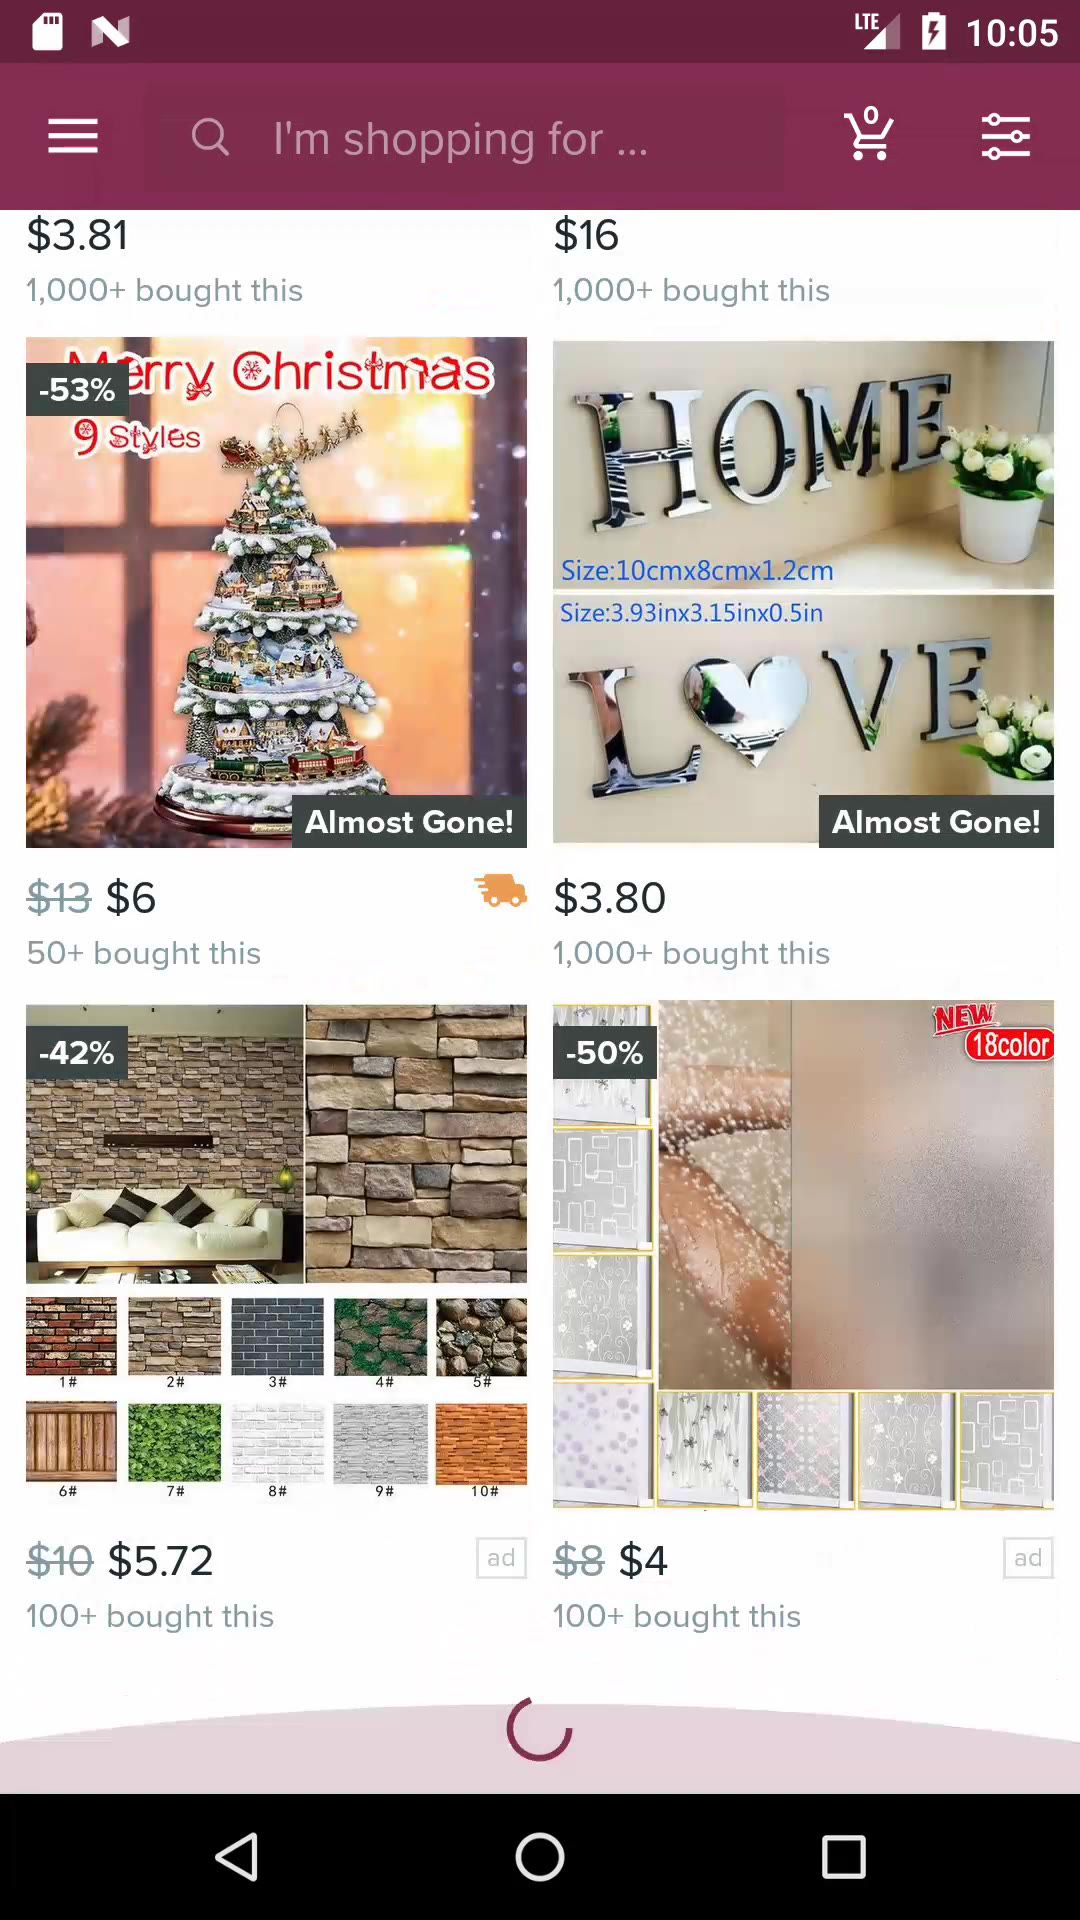 LTE 10:05
0
I'm shopping for ...
$3.81
$16
1,000+ bought this
1,000+ bought this
Merry Christmas
-53%
9 Styles
Almost Gone!
HOME
Size:10cmx8cmx1.2cm
Size:3.93inx3.15inx0.5in
L VE
Almost Gone!
$13 $6
$3.80
50+ bought this
1,000+ bought this
-42%
1#
2#
3#
4#
5#
6#
7#
8#
9#
10#
-50%
NEW
18color
$10 $5.72
ad
$8 $4
ad
100+ bought this
100+ bought this